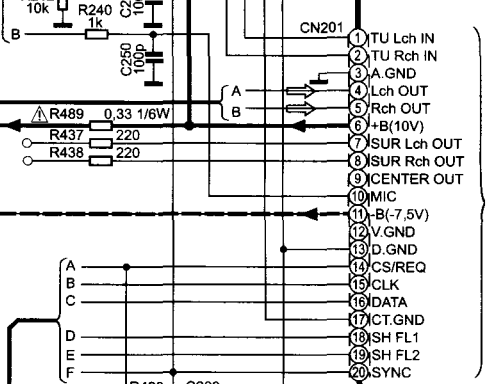 10k
R240
1k
B
C250
100p
CN201
1 TU Lch IN
2 TU Rch IN
3 A.GND
A
4 Lch OUT
B
5 Rch OUT
R489
0,33 1/6W
6 +B(10V)
R437
220
7 SUR Lch OUT
R438
220
8 SUR Rch OUT
9 CENTER OUT
10 MIC
11 -B(-7,5V)
12 V.GND
13 D.GND
A
14 CS/REQ
B
15 CLK
C
16 DATA
17 CT.GND
D
18 SH FL1
E
19 SH FL2
F
20 SYNC